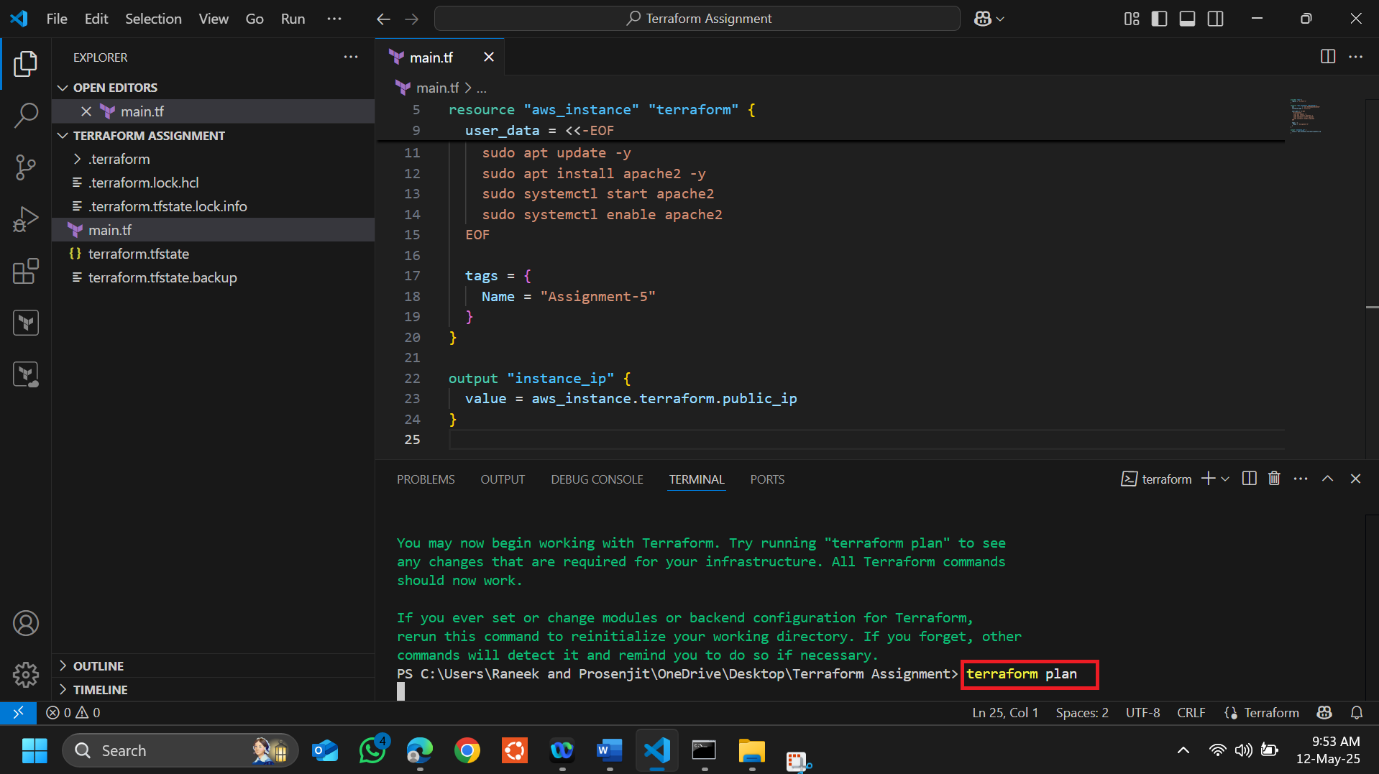 File Edit Selection View Go Run ···
Terraform Assignment
EXPLORER
OPEN EDITORS
main.tf
TERRAFORM ASSIGNMENT
.terraform
.terraform.lock.hcl
.terraform.tfstate.lock.info
main.tf
{} terraform.tfstate
terraform.tfstate.backup
OUTLINE
TIMELINE
main.tf
main.tf > ...
5 resource "aws_instance" "terraform" {
9 user_data = <<-EOF
11 sudo apt update -y
12 sudo apt install apache2 -y
13 sudo systemctl start apache2
14 sudo systemctl enable apache2
15 EOF
16
17 tags = {
18 Name = "Assignment-5"
19 }
20 }
21
22 output "instance_ip" {
23 value = aws_instance.terraform.public_ip
24 }
25
PROBLEMS OUTPUT DEBUG CONSOLE TERMINAL PORTS
terraform
You may now begin working with Terraform. Try running "terraform plan" to see
any changes that are required for your infrastructure. All Terraform commands
should now work.
If you ever set or change modules or backend configuration for Terraform,
rerun this command to reinitialize your working directory. If you forget, other
commands will detect it and remind you to do so if necessary.
PS C:\Users\Raneek and Prosenjit\OneDrive\Desktop\Terraform Assignment> terraform plan
0 0
Ln 25, Col 1 Spaces: 2 UTF-8 CRLF {} Terraform
Search
4
9:53 AM
12-May-25